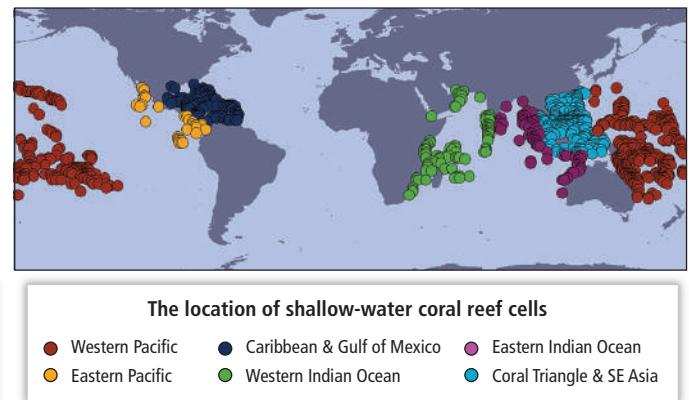 The location of shallow-water coral reef cells
Western Pacific
Caribbean & Gulf of Mexico
Eastern Indian Ocean
Eastern Pacific
Western Indian Ocean
Coral Triangle & SE Asia